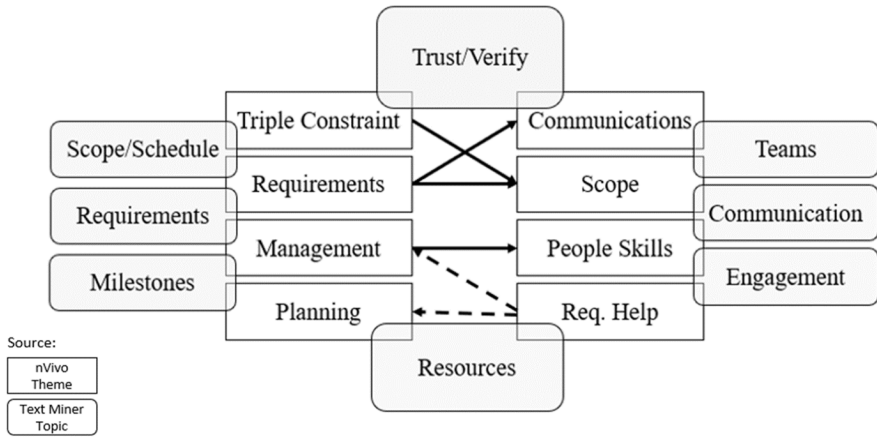 Trust/Verify
Triple Constraint
Communications
Scope/Schedule
Teams
Requirements
Scope
Requirements
Communication
Management
People Skills
Milestones
Engagement
Planning
Req. Help
Resources
Source:
nVivo
Theme
Text Miner
Topic